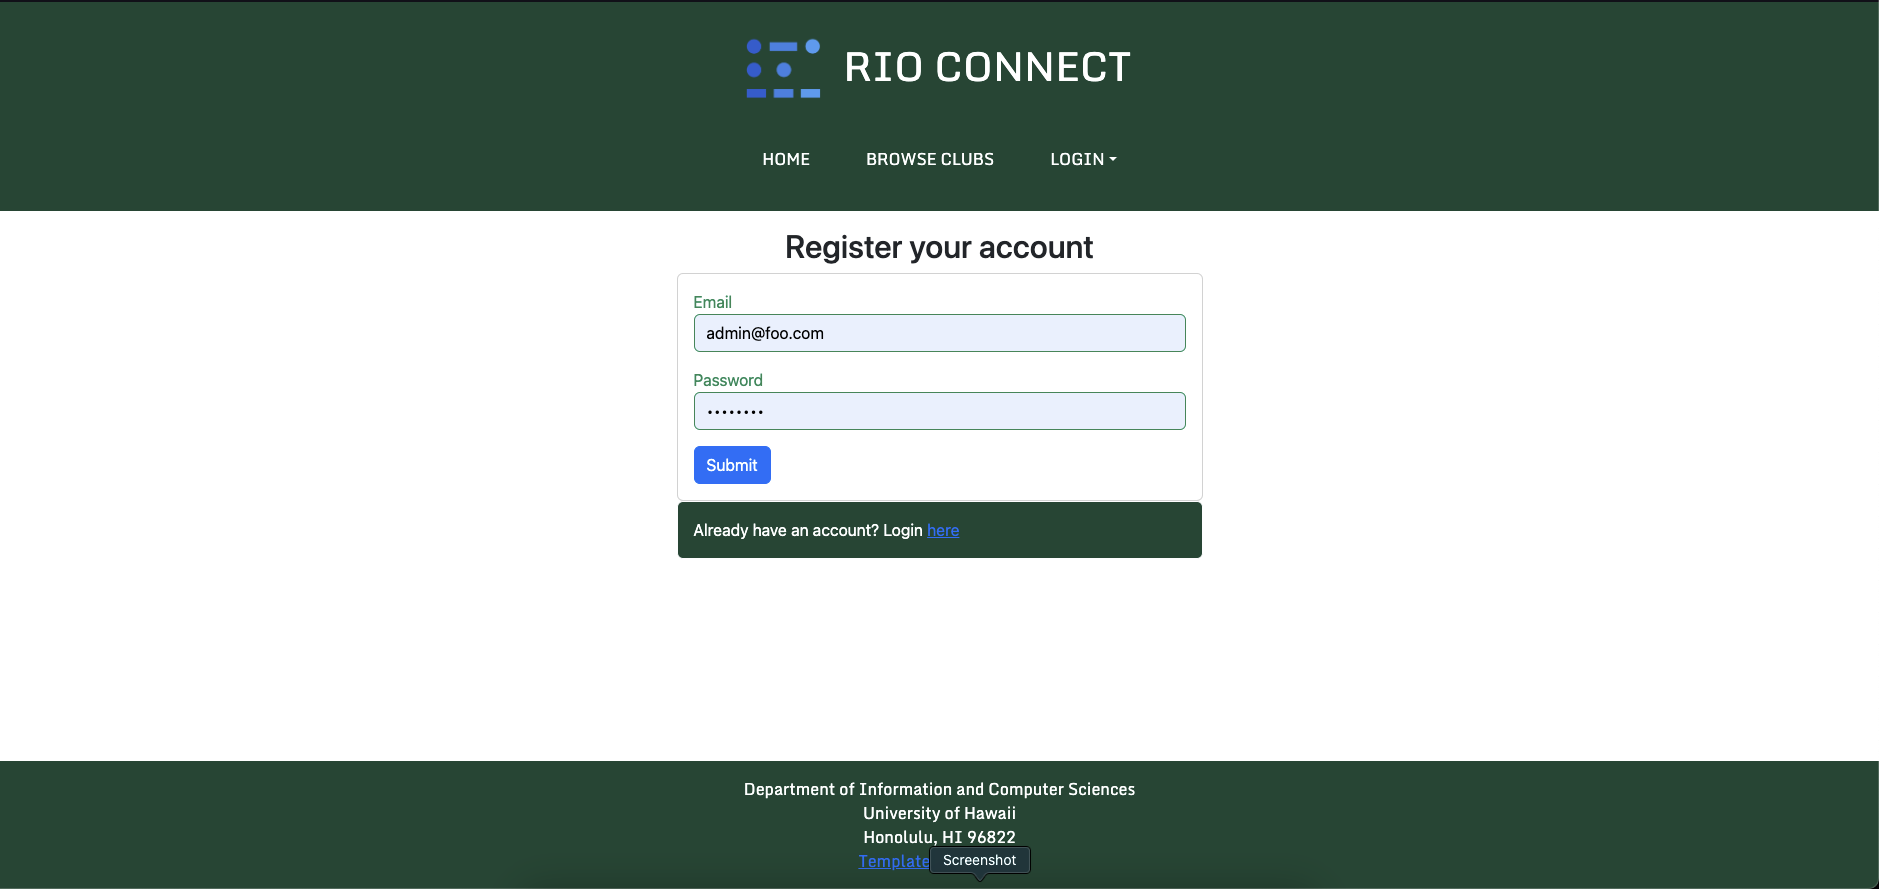 RIO CONNECT
HOME BROWSE CLUBS LOGIN
Register your account
Email
admin@foo.com
Password
••••••••
Submit
Already have an account? Login here
Department of Information and Computer Sciences
University of Hawaii
Honolulu, HI 96822
Template
Screenshot